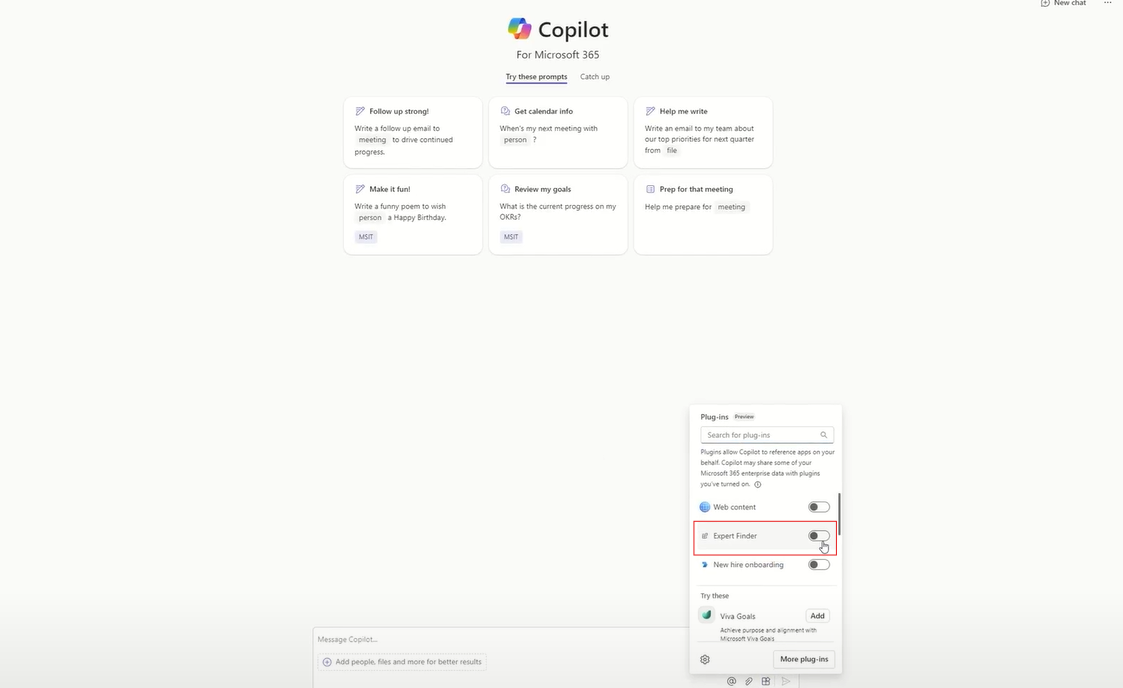 New chat
Copilot
For Microsoft 365
Try these prompts
Catch up
Follow up strong!
Write a follow up email to
meeting to drive continued
progress.
Get calendar info
When's my next meeting with
person ?
Help me write
Write an email to my team about
our top priorities for next quarter
from file
Make it fun!
Write a funny poem to wish
person a Happy Birthday.
MSIT
Review my goals
What is the current progress on my
OKRs?
MSIT
Prep for that meeting
Help me prepare for meeting
Plug-ins Preview
Search for plug-ins
Plugins allow Copilot to reference apps on your
behalf. Copilot may share some of your
Microsoft 365 enterprise data with plugins
you've turned on.
Web content
Expert Finder
New hire onboarding
Try these
Viva Goals
Add
Achieve purpose and alignment with
Microsoft Viva Goals
More plug-ins
Message Copilot...
Add people, files and more for better results